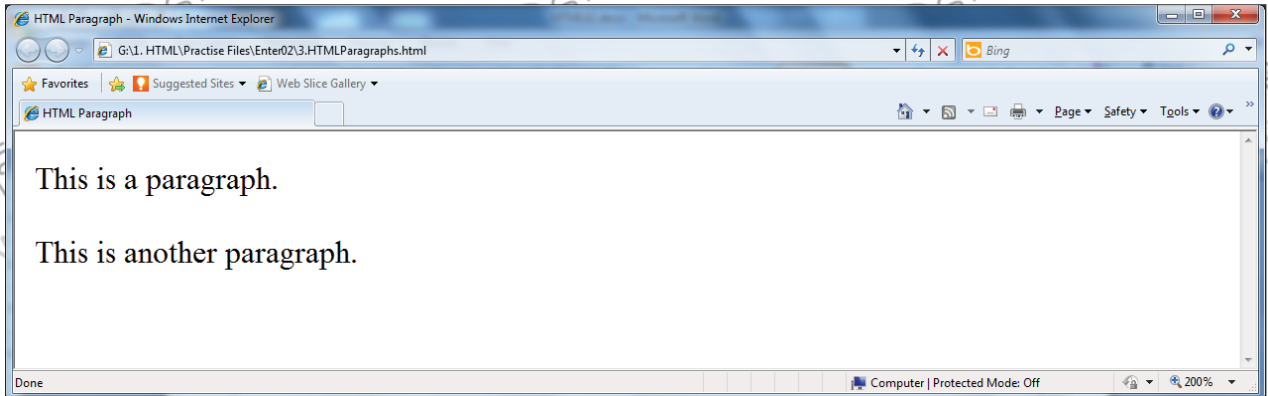 HTML Paragraph - Windows Internet Explorer
G:\1. HTML\Practise Files\Enter02\3.HTMLParagraphs.html
Bing
Favorites
Suggested Sites
Web Slice Gallery
HTML Paragraph
Page
Safety
Tools
This is a paragraph.
This is another paragraph.
Done
Computer | Protected Mode: Off
200%